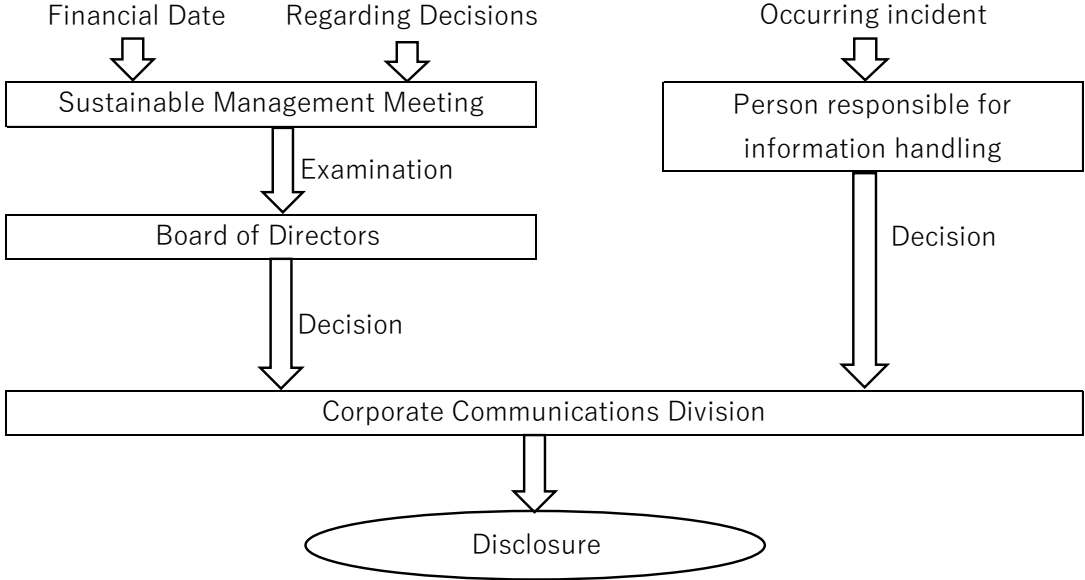 Financial Date
Regarding Decisions
Occurring incident
Sustainable Management Meeting
Person responsible for
information handling
Examination
Board of Directors
Decision
Decision
Corporate Communications Division
Disclosure